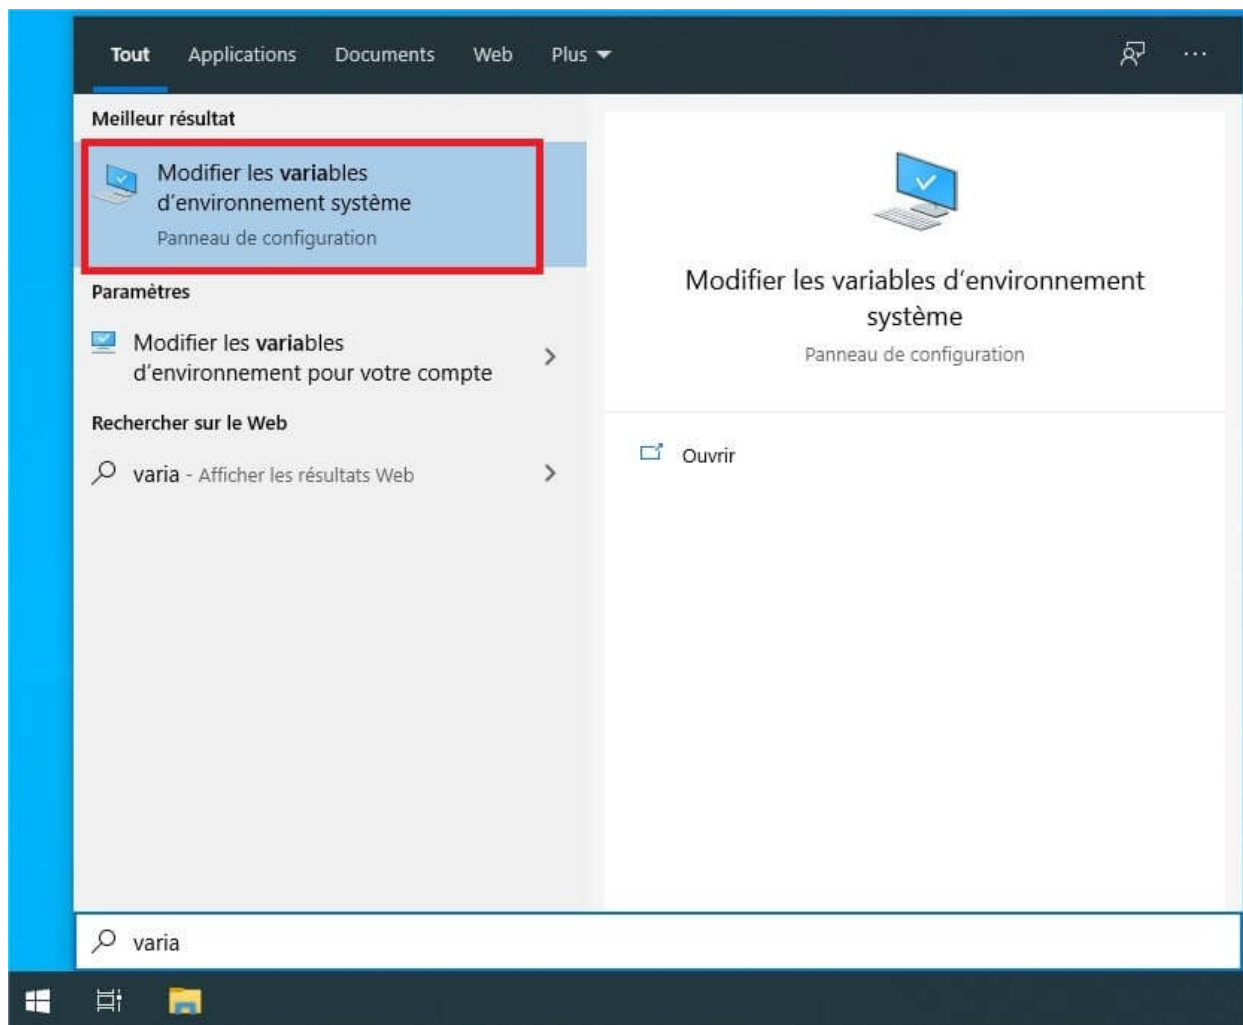 Tout Applications Documents Web Plus
Meilleur résultat
Modifier les variables
d'environnement système
Panneau de configuration
Paramètres
Modifier les variables
d'environnement pour votre compte
Rechercher sur le Web
varia - Afficher les résultats Web
Modifier les variables d'environnement
système
Panneau de configuration
Ouvrir
varia